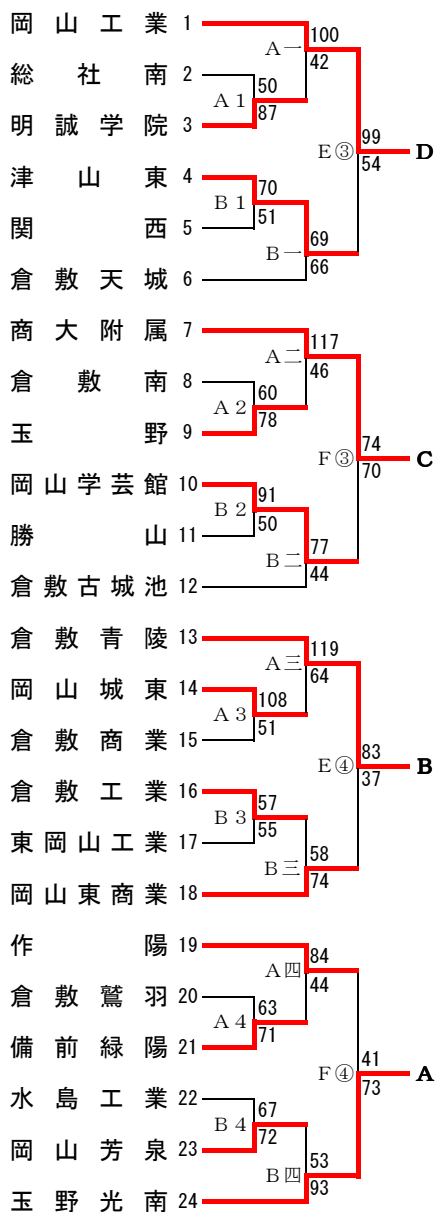 岡山工業 1 100
A一 42
総社南 2
50
A1
87
明誠学院 3
99
E③ D
54
津山東 4
70
B1
51
関西 5
69
B一
66
倉敷天城 6
商大附属 7
117
A二
46
倉敷南 8
60
A2
78
玉野 9
74
F③ C
70
岡山学芸館 10
91
B2
50
勝山 11
77
B二
44
倉敷古城池 12
倉敷青陵 13
119
A三
64
岡山城東 14
108
A3
51
倉敷商業 15
83
E④ B
37
倉敷工業 16
57
B3
55
東岡山工業 17
58
B三
74
岡山東商業 18
作陽 19
84
A四
44
倉敷鷲羽 20
63
A4
71
備前緑陽 21
41
F④ A
73
水島工業 22
67
B4
72
岡山芳泉 23
53
B四
93
玉野光南 24